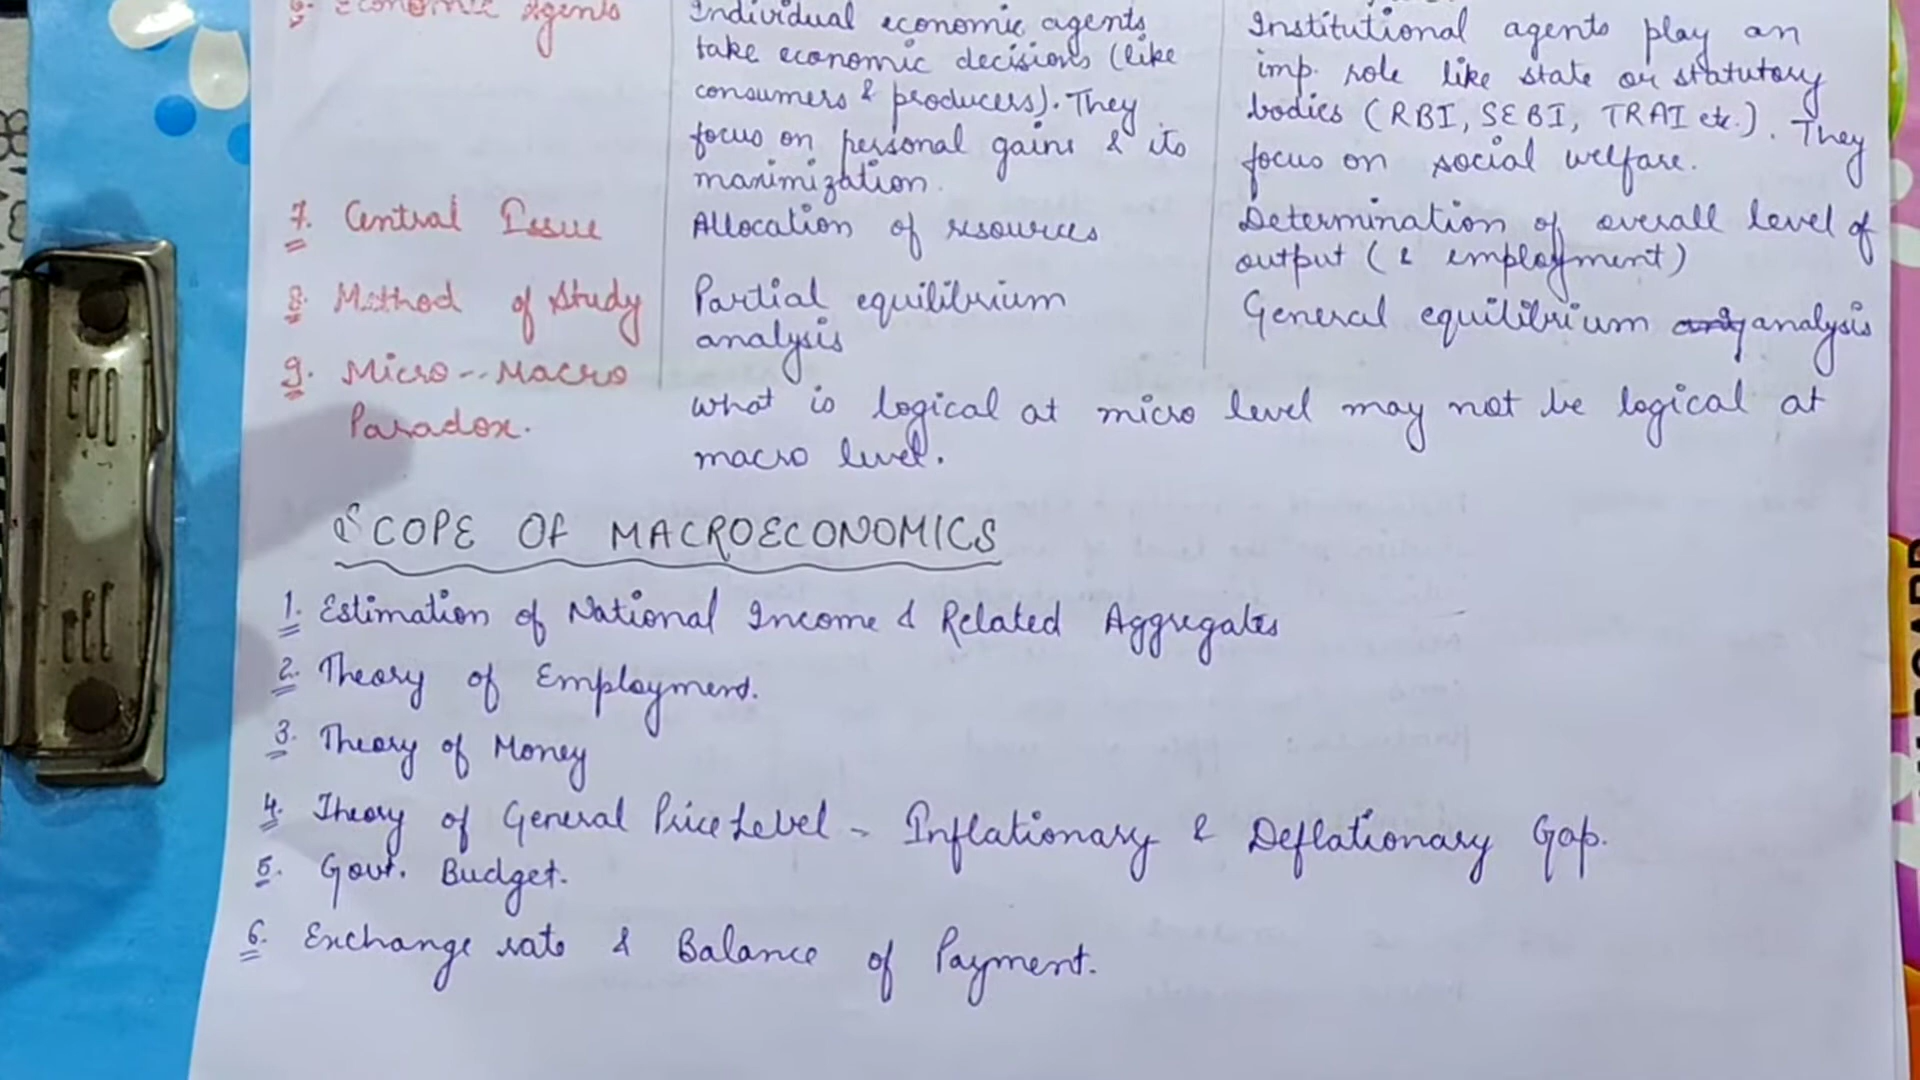 6. Economic Agents
Individual economic agents
take economic decisions (like
consumers & producers). They
focus on personal gains & its
maximization.
Institutional agents play an
imp. role like state or statutory
bodies (RBI, SEBI, TRAI etc.). They
focus on social welfare.
7. Central Issue
Allocation of resources
Determination of overall level of
output (& employment)
8. Method of Study
Partial equilibrium
analysis
General equilibrium analysis
9. Micro-Macro
Paradox.
What is logical at micro level may not be logical at
macro level.
SCOPE OF MACROECONOMICS
1. Estimation of National Income & Related Aggregates
2. Theory of Employment.
3. Theory of Money
4. Theory of General Price Level - Inflationary & Deflationary Gap.
5. Govt. Budget.
6. Exchange rate & Balance of Payment.